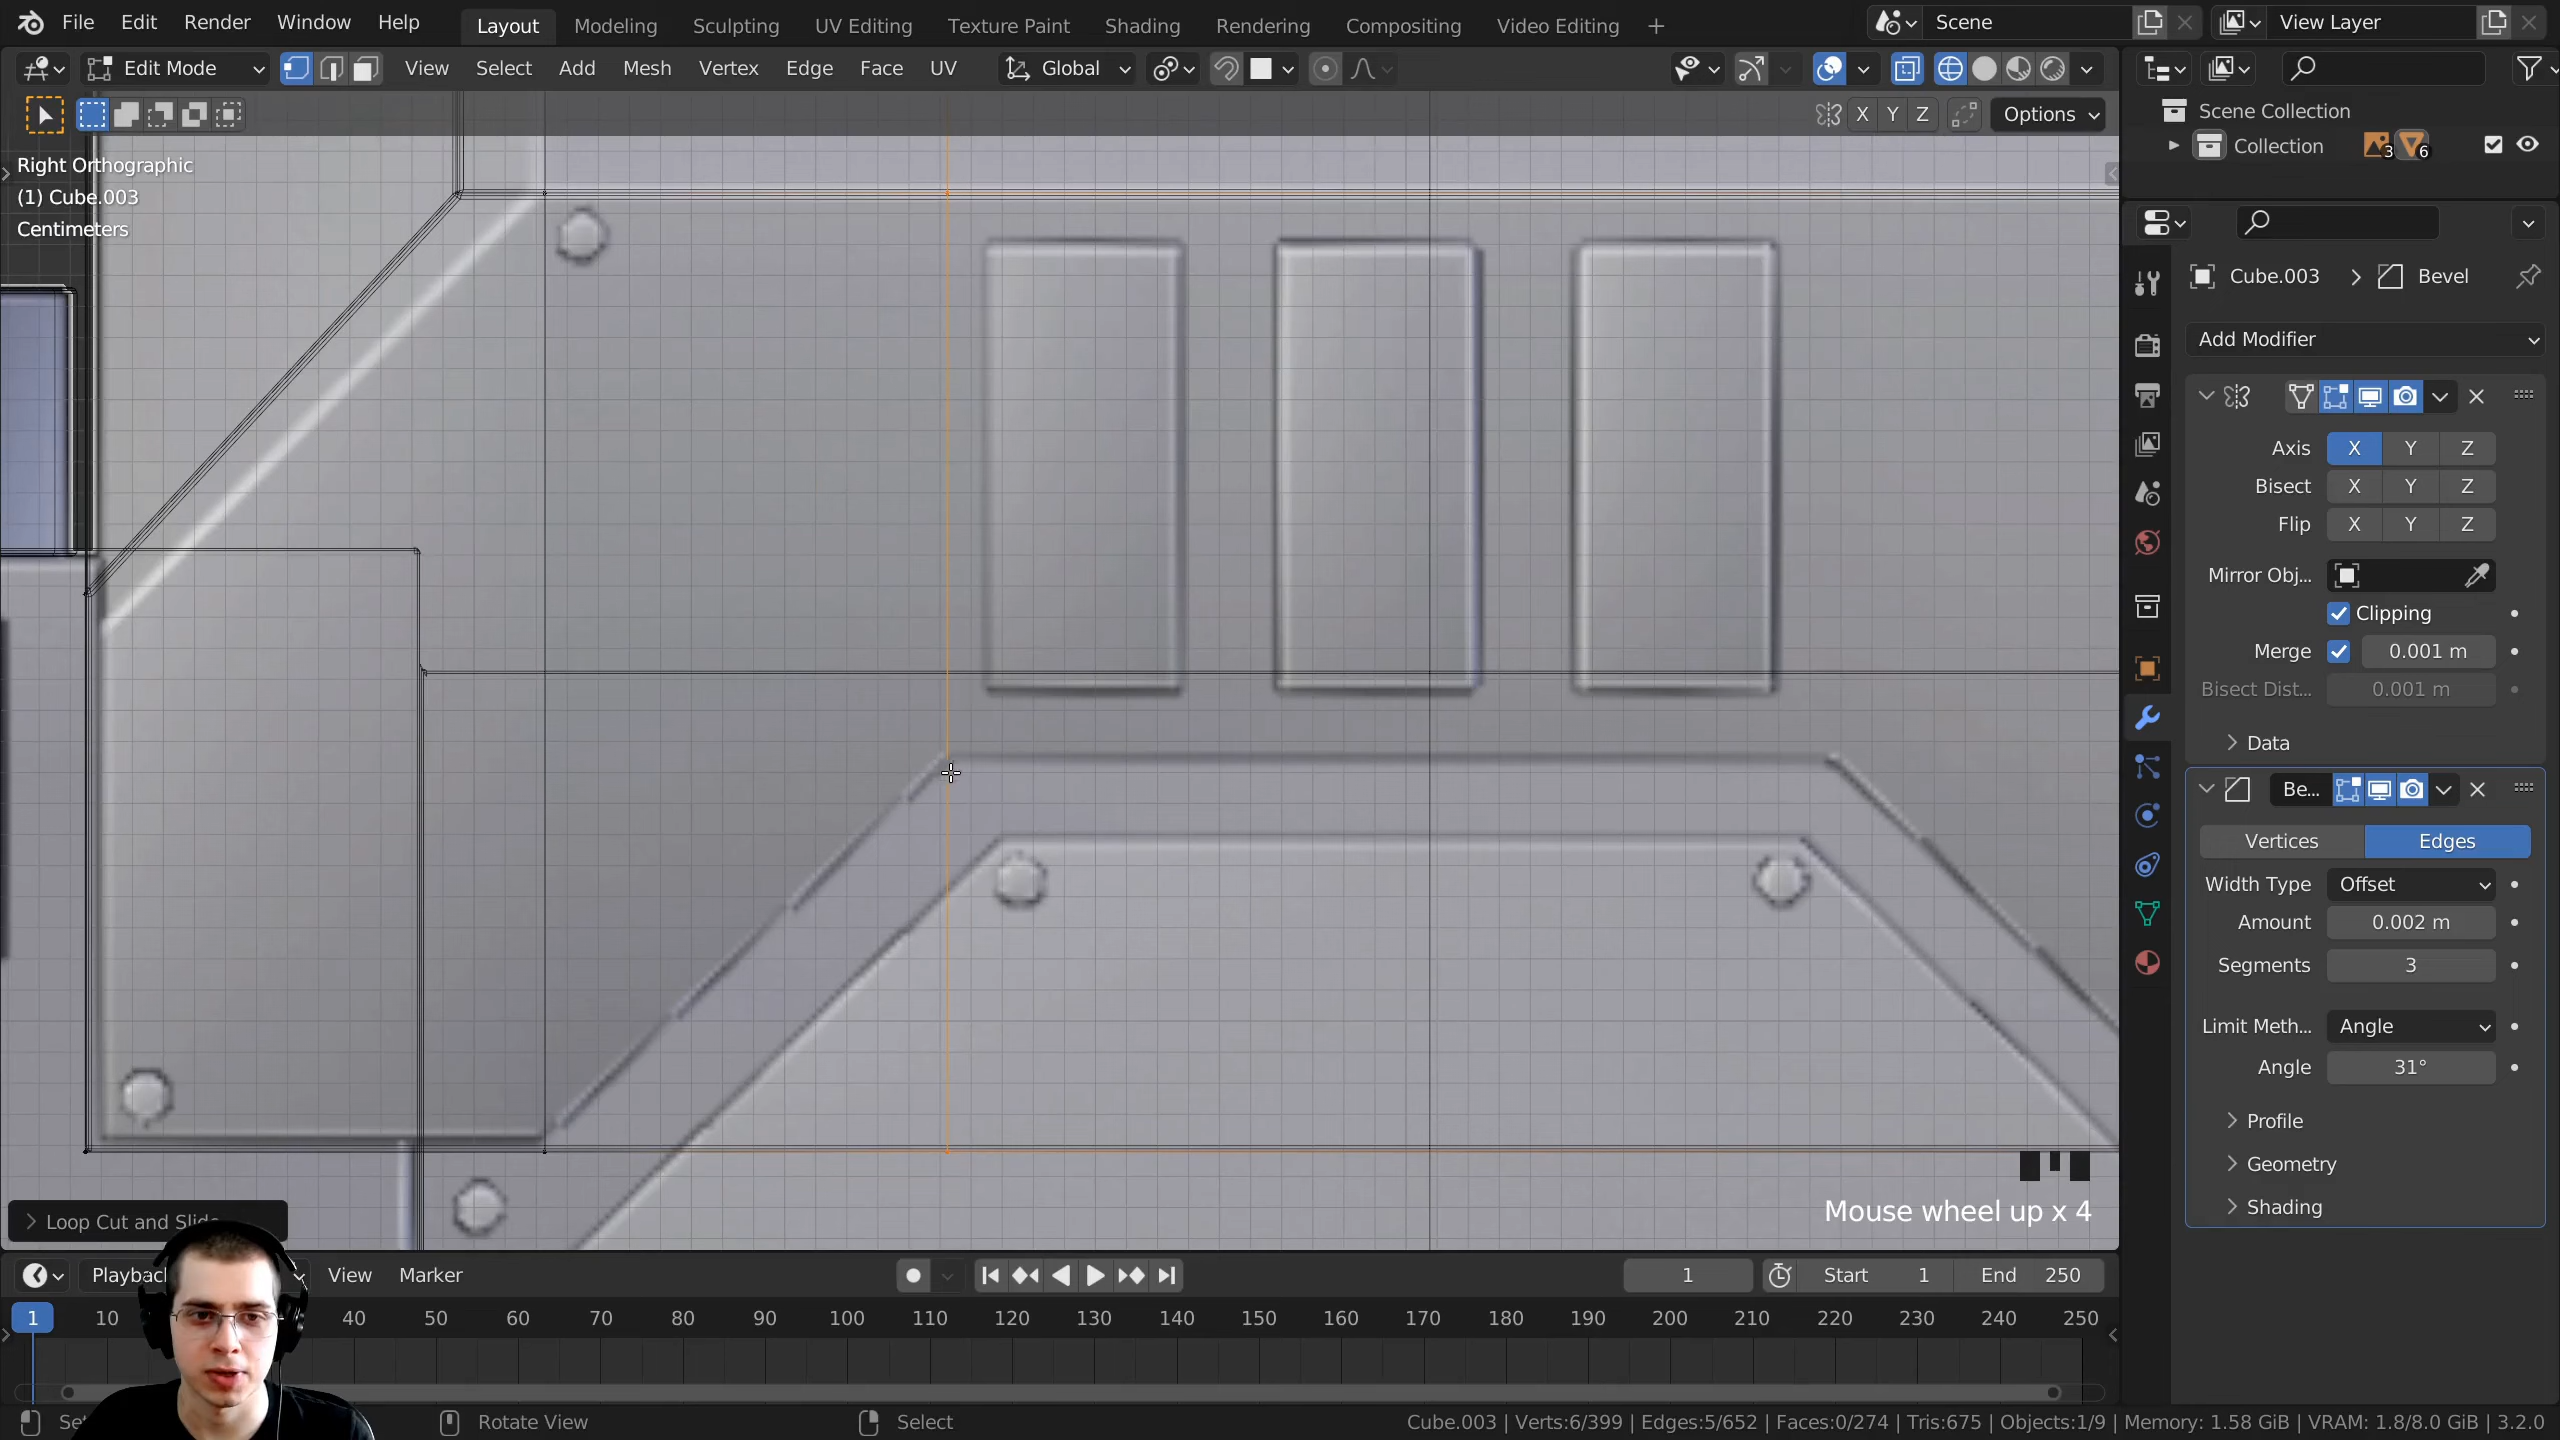 File Edit Render Window Help Layout Modeling Sculpting UV Editing Texture Paint Shading Rendering Compositing Video Editing + Scene View Layer
Edit Mode View Select Add Mesh Vertex Edge Face UV Global
X Y Z Options
Right Orthographic
(1) Cube.003
Centimeters
Scene Collection
Collection 3 6
Cube.003 > Bevel
Add Modifier
Axis X Y Z
Bisect X Y Z
Flip X Y Z
Mirror Obj...
Clipping
Merge 0.001 m
Bisect Dist... 0.001 m
Data
Be...
Vertices Edges
Width Type Offset
Amount 0.002 m
Segments 3
Limit Meth... Angle
Angle 31°
Profile
Geometry
Shading
Mouse wheel up x 4
Loop Cut and Slide
View Marker 1 Start 1 End 250
1 10 40 50 60 70 80 90 100 110 120 130 140 150 160 170 180 190 200 210 220 230 240 250
Rotate View Select Cube.003 | Verts:6/399 | Edges:5/652 | Faces:0/274 | Tris:675 | Objects:1/9 | Memory: 1.58 GiB | VRAM: 1.8/8.0 GiB | 3.2.0